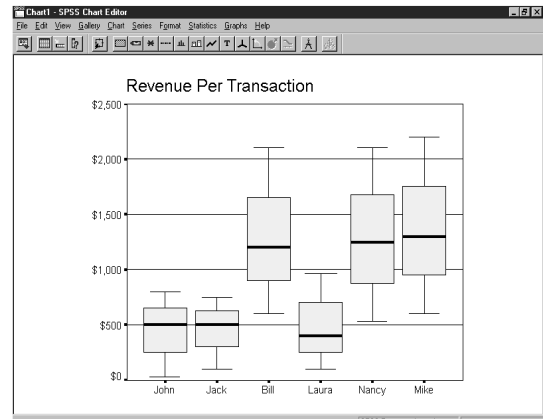 Chart1 - SPSS Chart Editor
File Edit View Gallery Chart Series Format Statistics Graphs Help
Revenue Per Transaction
$2,500
$2,000
$1,500
$1,000
$500
$0
John Jack Bill Laura Nancy Mike